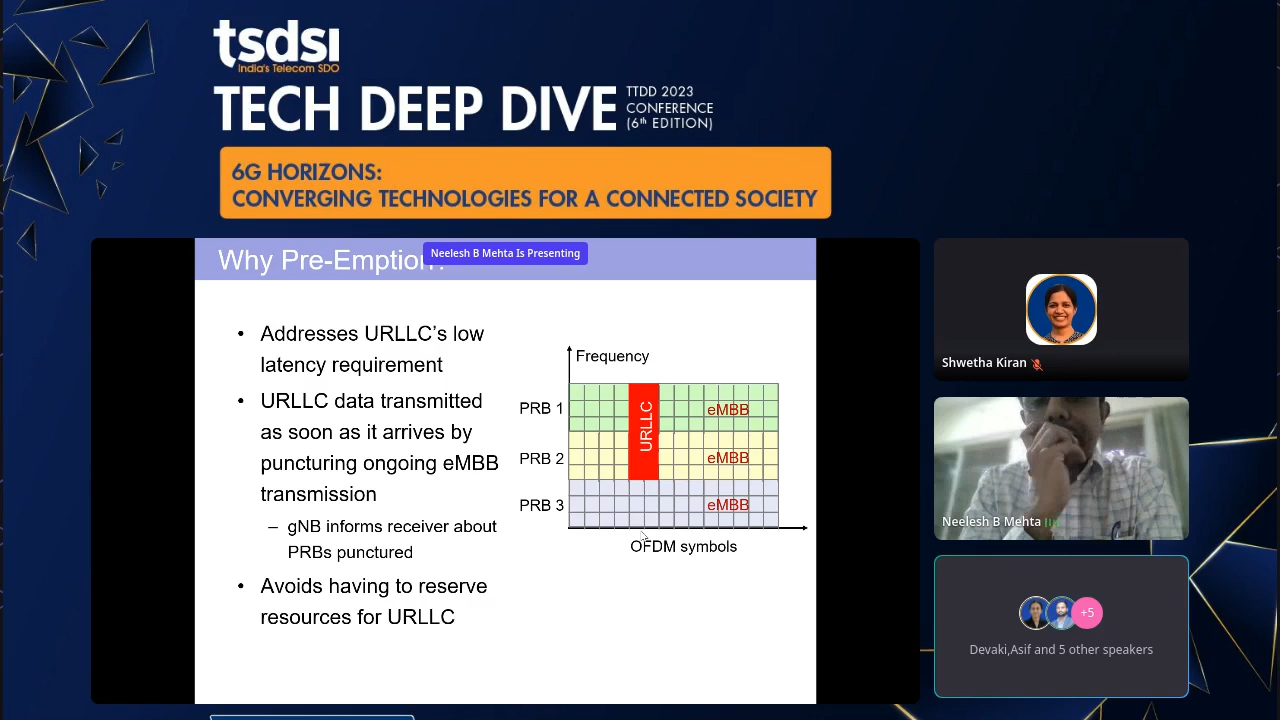 tsdsi
India's Telecom SDO
TECH DEEP DIVE
TTDD 2023
CONFERENCE
(6th EDITION)
6G HORIZONS:
CONVERGING TECHNOLOGIES FOR A CONNECTED SOCIETY
Why Pre-Emption?
Neelesh B Mehta Is Presenting
• Addresses URLLC's low
latency requirement
• URLLC data transmitted
as soon as it arrives by
puncturing ongoing eMBB
transmission
– gNB informs receiver about
PRBs punctured
• Avoids having to reserve
resources for URLLC
Frequency
PRB 1
URLLC
eMBB
PRB 2
eMBB
PRB 3
eMBB
OFDM symbols
Shwetha Kiran
Neelesh B Mehta
+5
Devaki,Asif and 5 other speakers